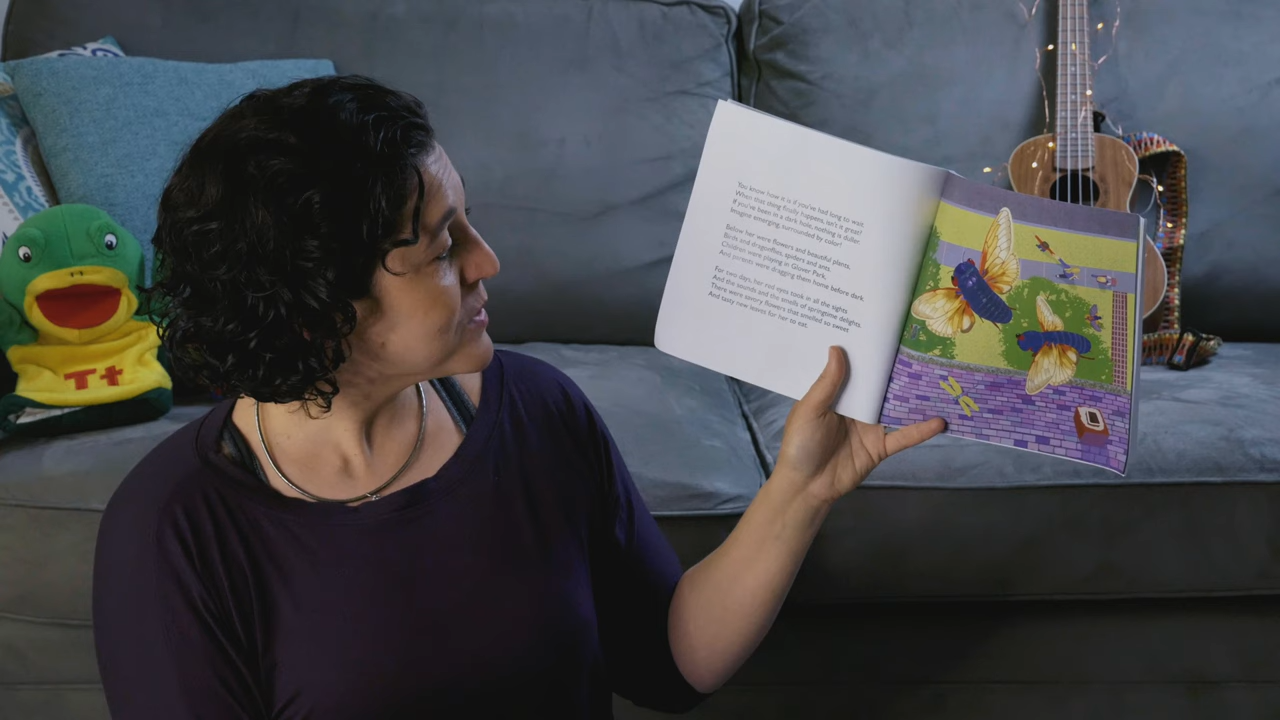 You know how it is if you've had long to wait
When that thing finally happens, isn't it great?
If you've been in a dark hole, nothing is duller.
Imagine emerging, surrounded by color!
Below her were flowers and beautiful plants,
Birds and dragonflies, spiders and ants.
Children were playing in Glover Park,
And parents were dragging them home before dark.
For two days, her red eyes took in all the sights
And the sounds and the smells of springtime delights.
There were savory flowers that smelled so sweet
And tasty new leaves for her to eat.
Tt